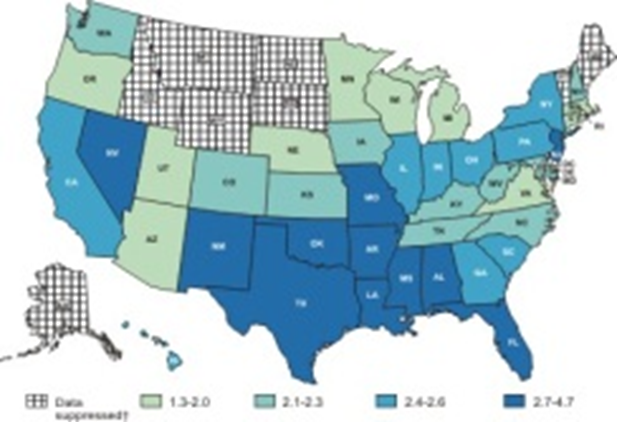 WA
OR
MN
WI
MI
NY
NV
UT
CO
NE
IA
IL
IN
OH
PA
CA
KS
MO
KY
WV
VA
AZ
NM
OK
AR
TN
NC
SC
TX
LA
MS
AL
GA
FL
Data
suppressed†
1.3-2.0
2.1-2.3
2.4-2.6
2.7-4.7